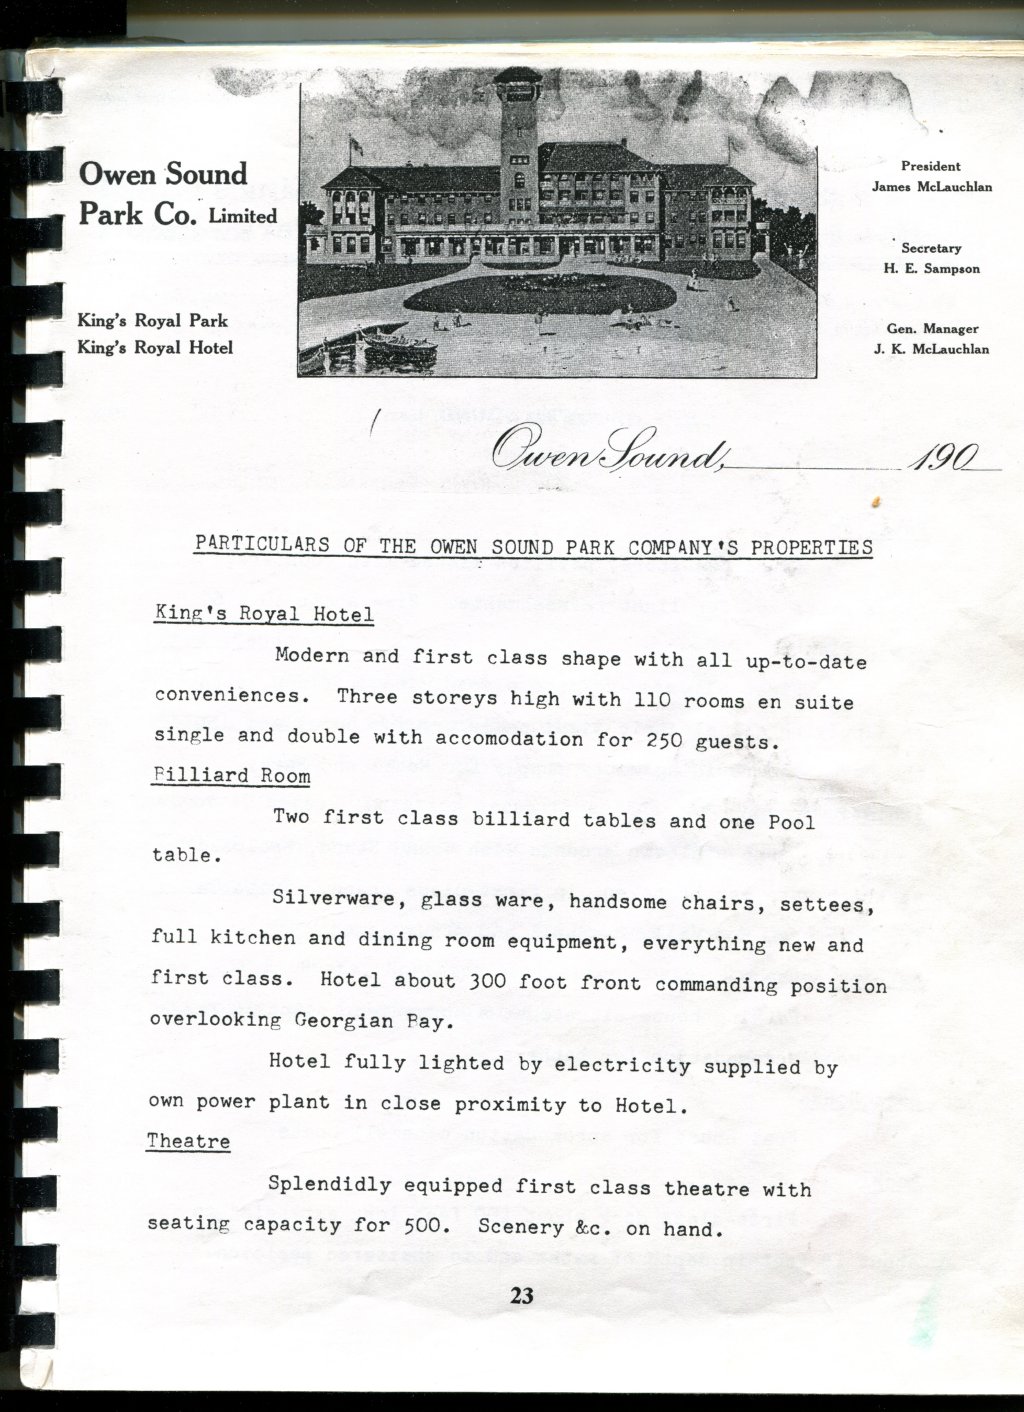 Owen Sound
Park Co. Limited
King's Royal Park
King's Royal Hotel
President
James McLauchlan
Secretary
H. E. Sampson
Gen. Manager
J. K. McLauchlan
Owen Sound, 190
PARTICULARS OF THE OWEN SOUND PARK COMPANY'S PROPERTIES
King's Royal Hotel
Modern and first class shape with all up-to-date
conveniences. Three storeys high with 110 rooms en suite
single and double with accomodation for 250 guests.
Billiard Room
Two first class billiard tables and one Pool
table.
Silverware, glass ware, handsome chairs, settees,
full kitchen and dining room equipment, everything new and
first class. Hotel about 300 foot front commanding position
overlooking Georgian Bay.
Hotel fully lighted by electricity supplied by
own power plant in close proximity to Hotel.
Theatre
Splendidly equipped first class theatre with
seating capacity for 500. Scenery &c. on hand.
23